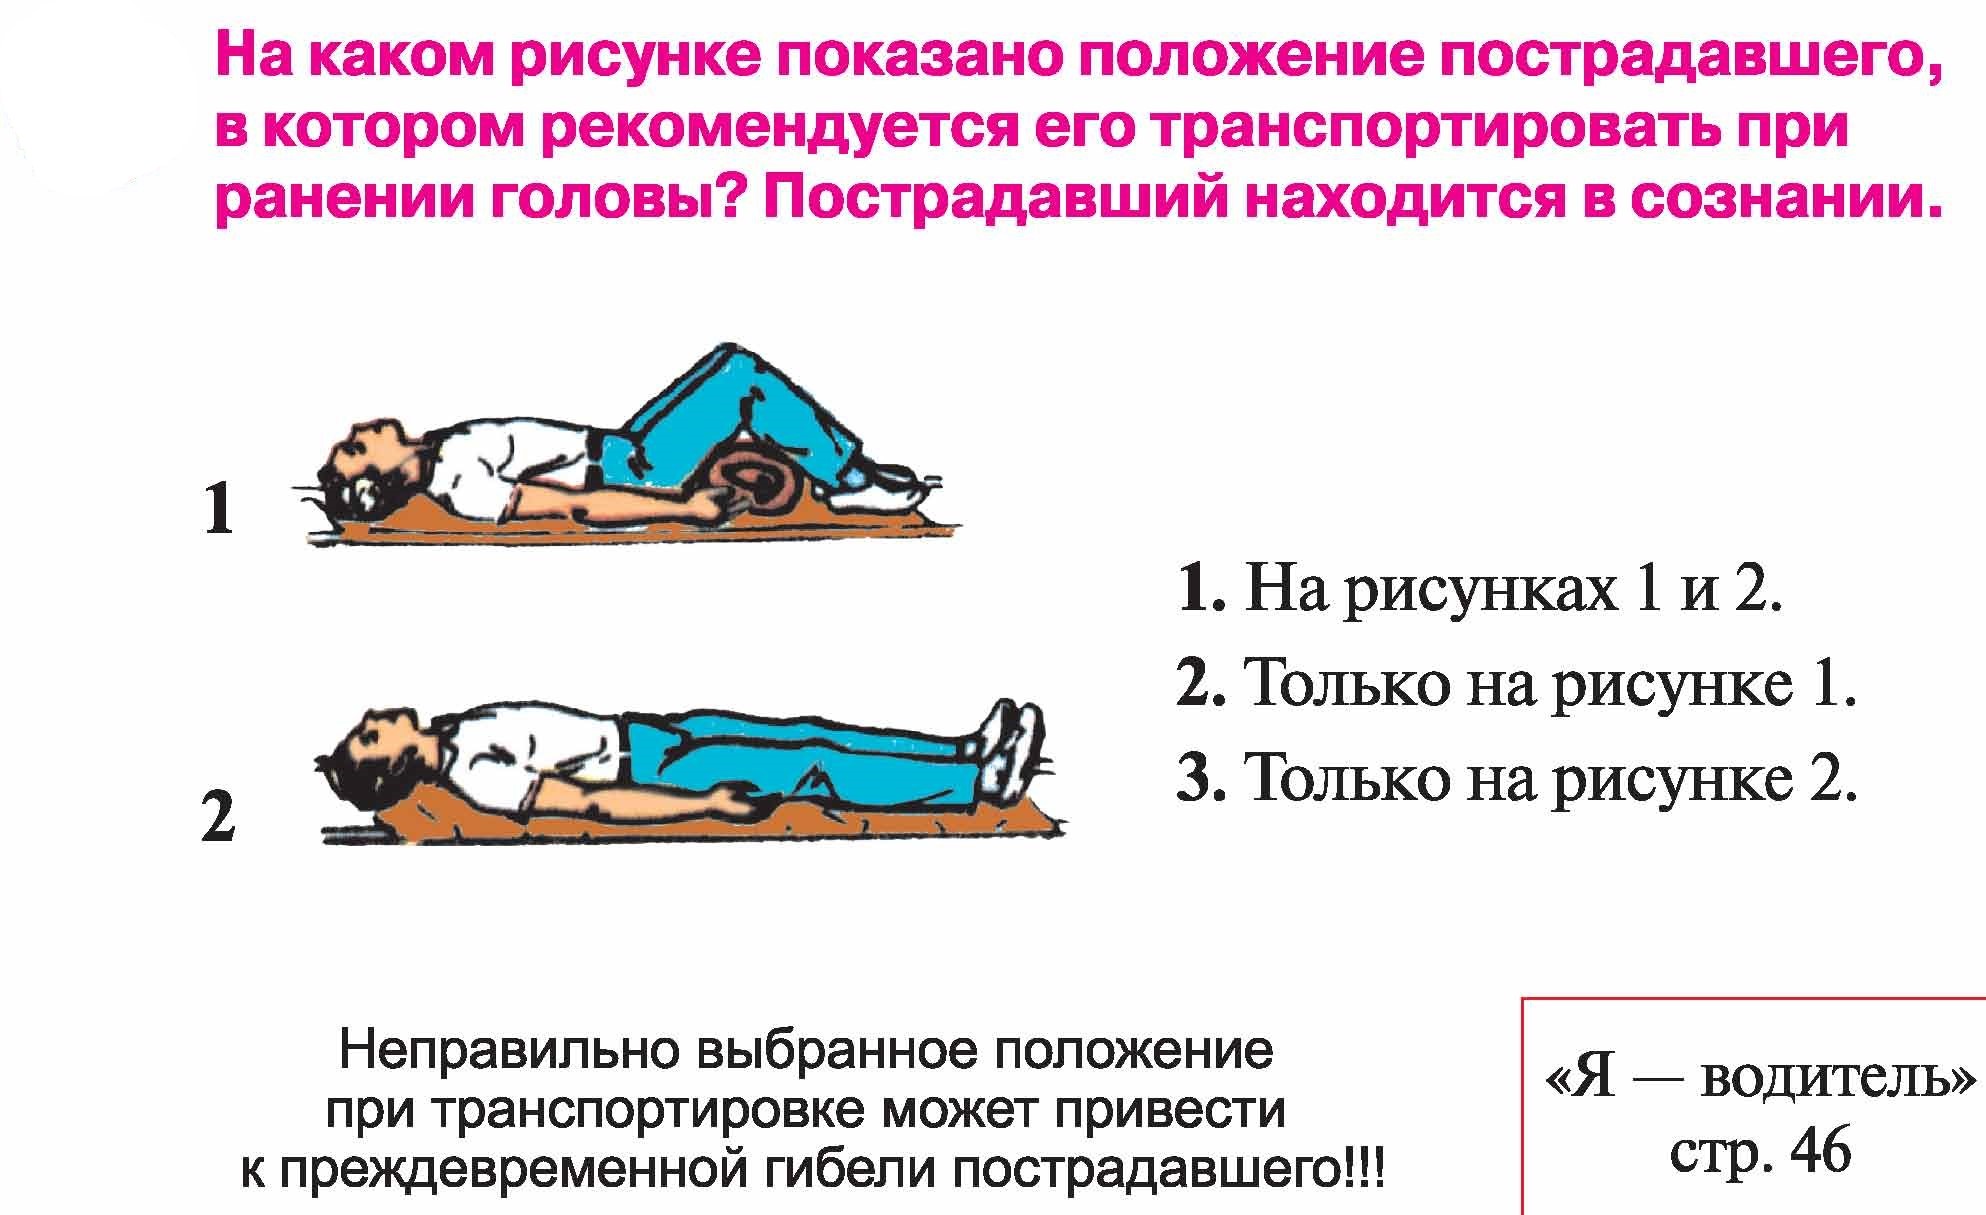 На каком рисунке показано положение пострадавшего,
в котором рекомендуется его транспортировать при
ранении головы? Пострадавший находится в сознании.
1
2
1. На рисунках 1 и 2.
2. Только на рисунке 1.
3. Только на рисунке 2.
Неправильно выбранное положение
при транспортировке может привести
к преждевременной гибели пострадавшего!!!
«Я — водитель»
стр. 46